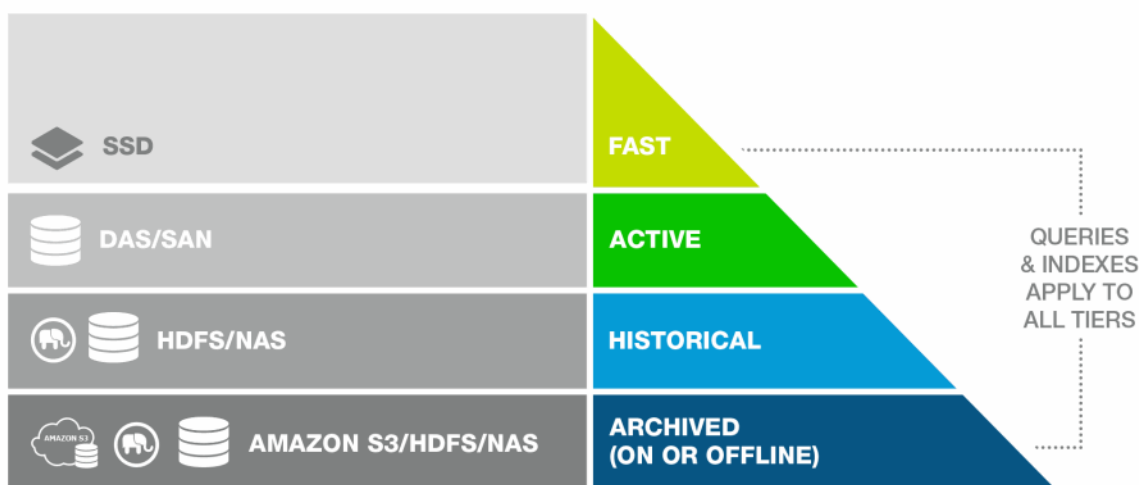 SSD
FAST
DAS/SAN
ACTIVE
QUERIES
& INDEXES
APPLY TO
ALL TIERS
HDFS/NAS
HISTORICAL
AMAZON S3
AMAZON S3/HDFS/NAS
ARCHIVED
(ON OR OFFLINE)